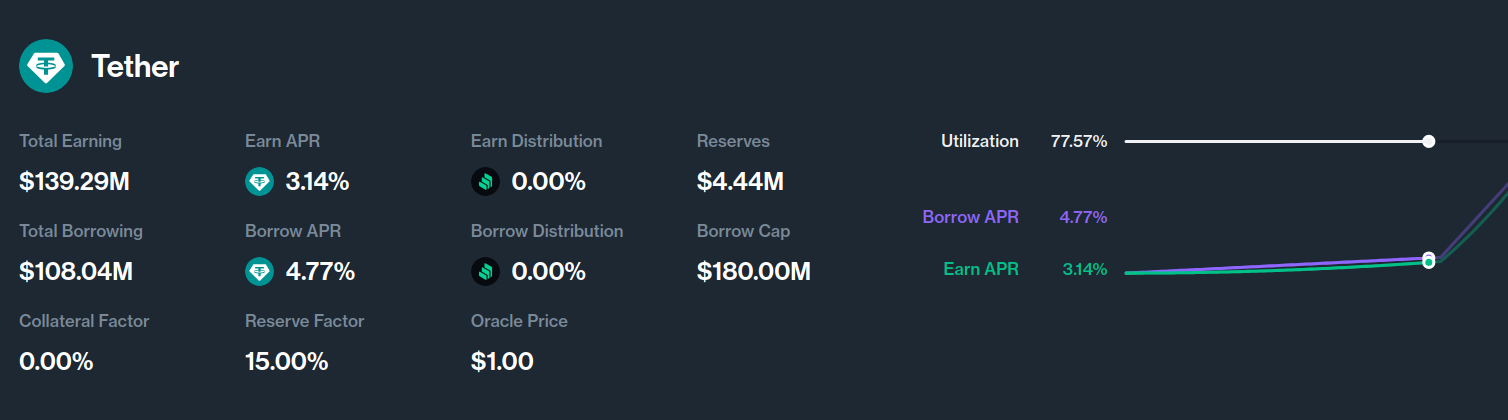 Tether
Total Earning Earn APR Earn Distribution Reserves
$139.29M 3.14% 0.00% $4.44M
Total Borrowing Borrow APR Borrow Distribution Borrow Cap
$108.04M 4.77% 0.00% $180.00M
Collateral Factor Reserve Factor Oracle Price
0.00% 15.00% $1.00
Utilization 77.57%
Borrow APR 4.77%
Earn APR 3.14%